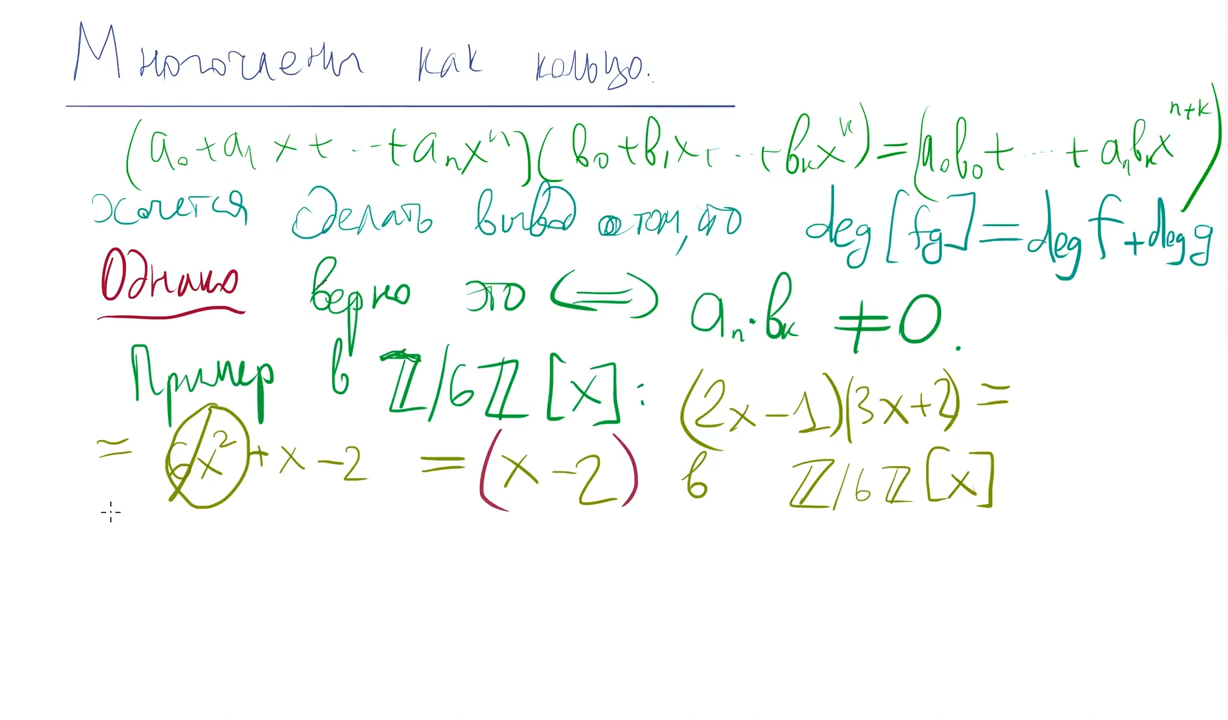 Многочлены как кольцо.
(a₀+a₁x+...+aₙxⁿ)(b₀+b₁x+...+bₖxᵏ)=(a₀b₀+...+aₙbₖxⁿ⁺ᵏ)
хочется сделать вывод о том, что deg[fg]=deg f+deg g
Однако верно это (⇔) aₙ·bₖ ≠ 0.
Пример в ℤ/6ℤ[x]: (2x-1)(3x+2)=
= 6x²+x-2 = (x-2) в ℤ/6ℤ[x]